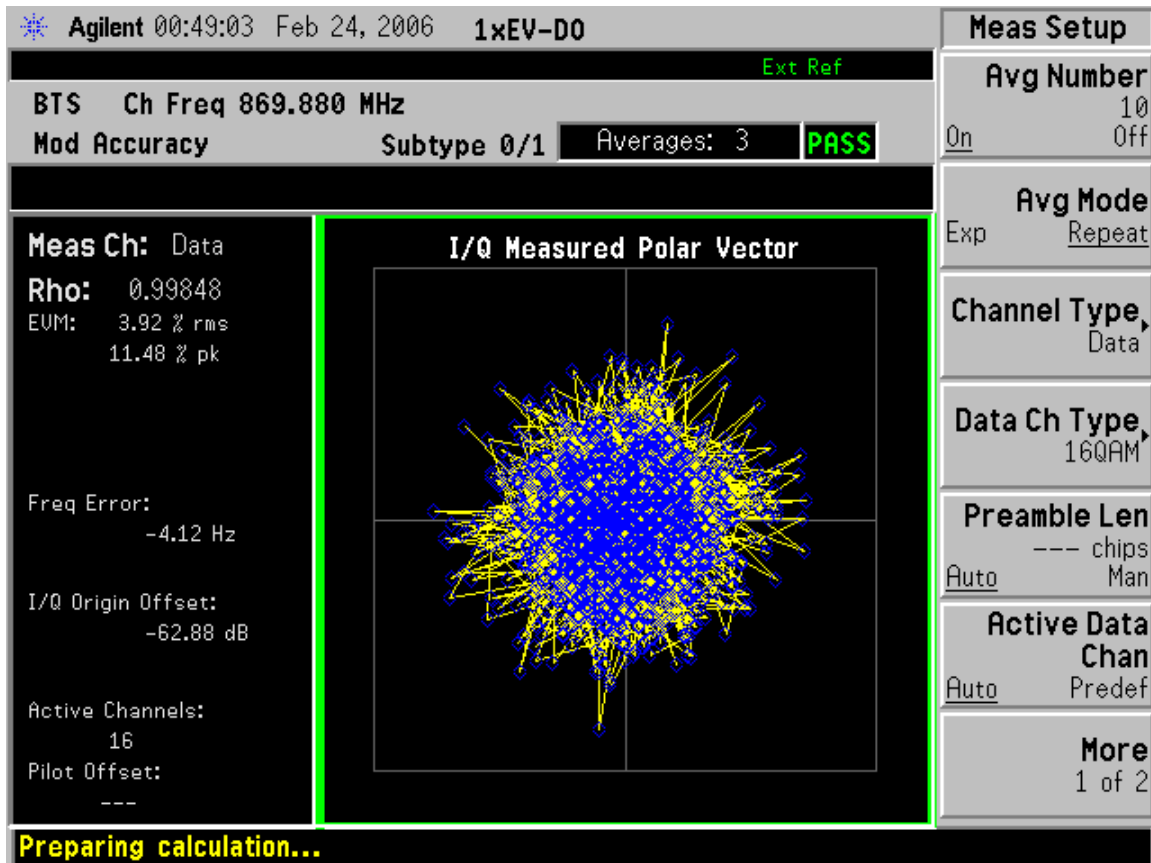 Agilent 00:49:03 Feb 24, 2006 1xEV-DO
Ext Ref
BTS Ch Freq 869.880 MHz
Mod Accuracy Subtype 0/1 Averages: 3 PASS
Meas Ch: Data
Rho: 0.99848
EVM: 3.92 % rms
11.48 % pk
Freq Error:
-4.12 Hz
I/Q Origin Offset:
-62.88 dB
Active Channels:
16
Pilot Offset:
---
I/Q Measured Polar Vector
Preparing calculation...
Meas Setup
Avg Number
10
On Off
Avg Mode
Exp Repeat
Channel Type
Data
Data Ch Type
16QAM
Preamble Len
--- chips
Auto Man
Active Data
Chan
Auto Predef
More
1 of 2